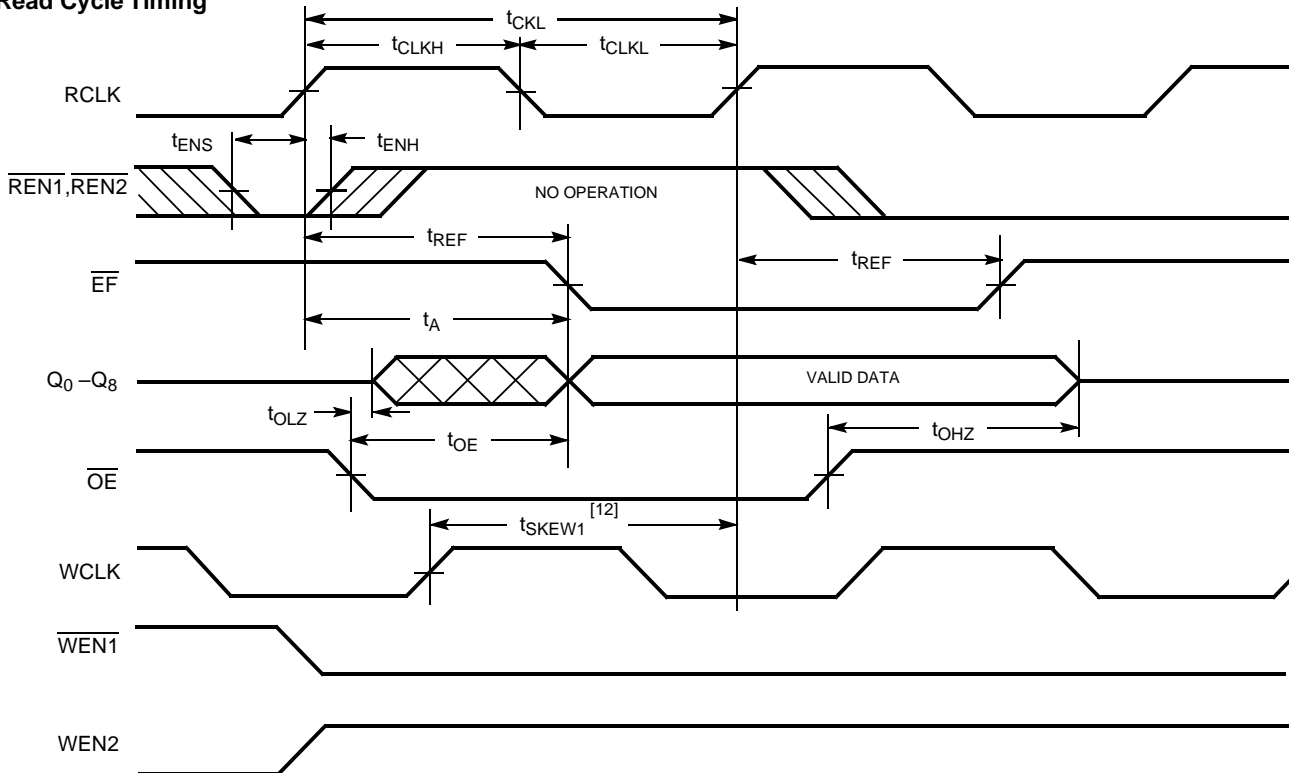 Read Cycle Timing
tCKL
tCLKH
tCLKL
RCLK
tENS
tENH
REN1,REN2
NO OPERATION
tREF
tREF
EF
tA
Q0 –Q8
VALID DATA
tOLZ
tOE
tOHZ
OE
tSKEW1[12]
WCLK
WEN1
WEN2